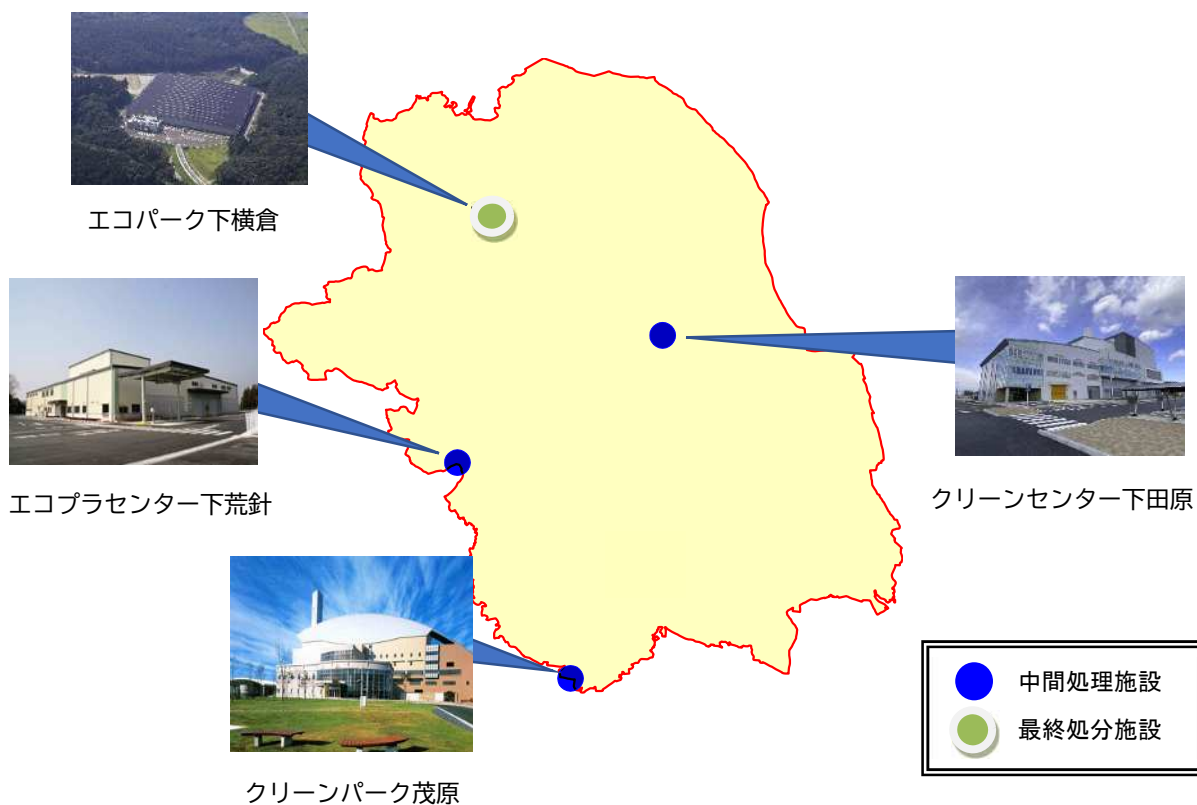 エコパーク下横倉
エコプラセンター下荒針
クリーンセンター下田原
クリーンパーク茂原
中間処理施設
最終処分施設